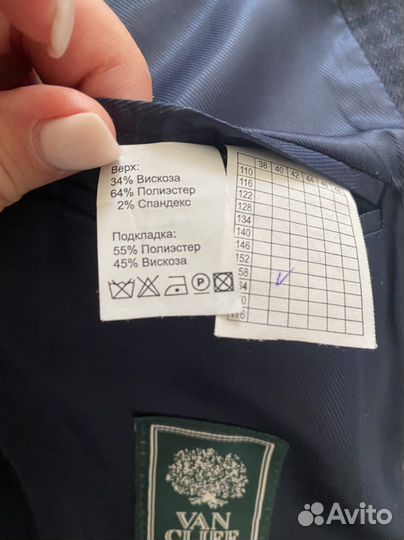 Верх:
34% Вискоза
64% Полиэстер
2% Спандекс
Подкладка:
55% Полиэстер
45% Вискоза
38 40 42 44
110
116
122
128
134
140
146
152
158
164
170
176
VAN
CLIFF
Avito